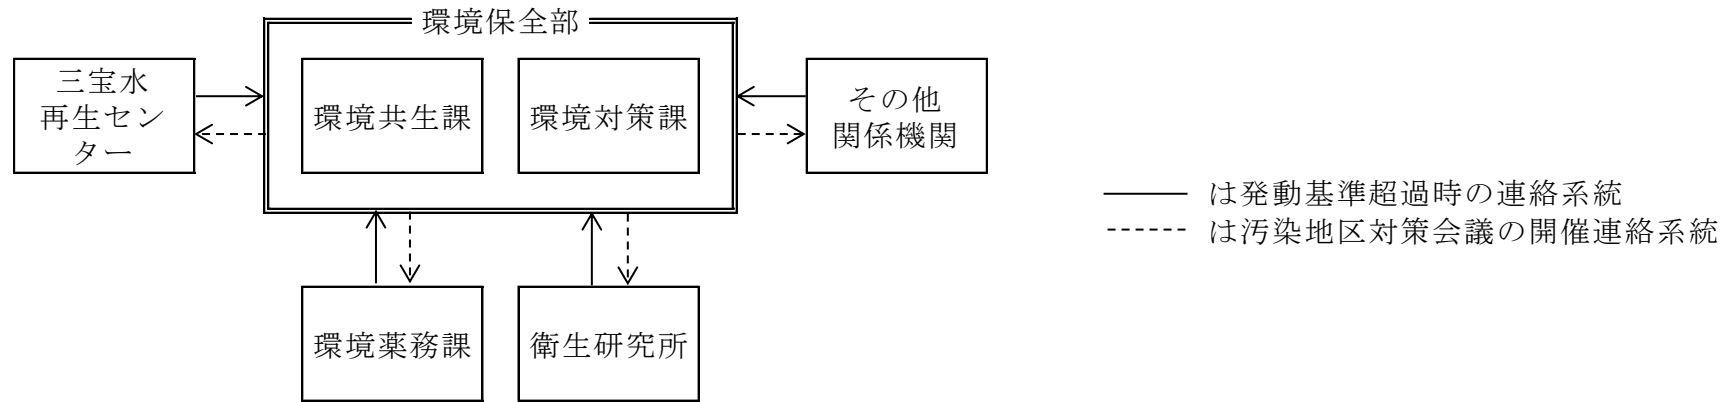 環境保全部
三宝水
再生セン
ター
環境共生課
環境対策課
その他
関係機関
は発動基準超過時の連絡系統
は汚染地区対策会議の開催連絡系統
環境薬務課
衛生研究所